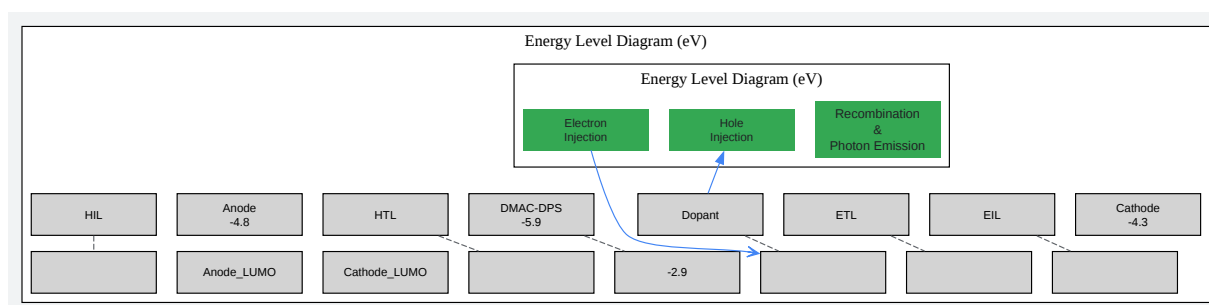 Energy Level Diagram (eV)
Energy Level Diagram (eV)
Electron
Injection
Hole
Injection
Recombination
&
Photon Emission
HIL
Anode
-4.8
HTL
DMAC-DPS
-5.9
Dopant
ETL
EIL
Cathode
-4.3
Anode_LUMO
Cathode_LUMO
-2.9